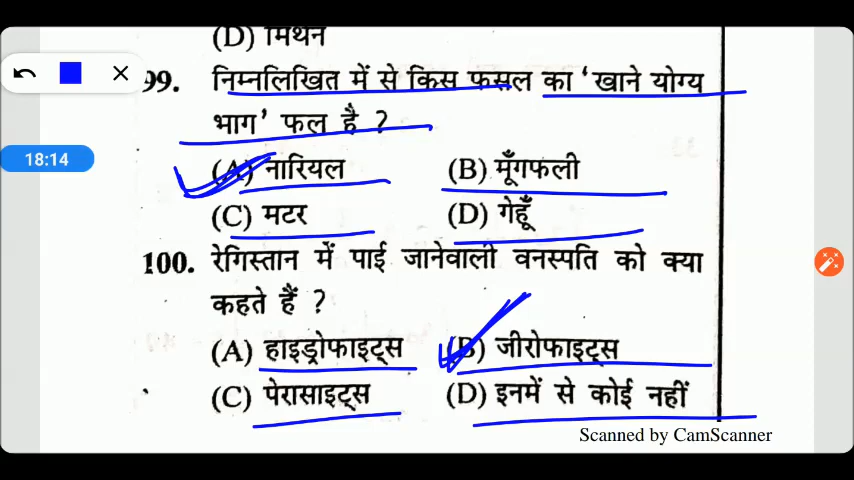 (D) मिथेन
99. निम्नलिखित में से किस फसल का ‘खाने योग्य
भाग’ फल है ?
18:14
(A) नारियल (B) मूँगफली
(C) मटर (D) गेहूँ
100. रेगिस्तान में पाई जानेवाली वनस्पति को क्या
कहते हैं ?
(A) हाइड्रोफाइट्स (B) जीरोफाइट्स
(C) पेरासाइट्स (D) इनमें से कोई नहीं
Scanned by CamScanner